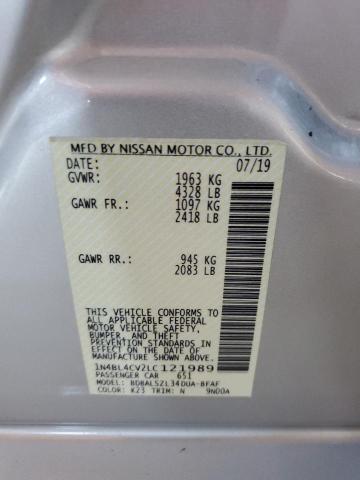 MFD BY NISSAN MOTOR CO., LTD.
DATE: 07/19
GVWR: 1963 KG
4328 LB
GAWR FR.: 1097 KG
2418 LB
GAWR RR.: 945 KG
2083 LB
THIS VEHICLE CONFORMS TO
ALL APPLICABLE FEDERAL
MOTOR VEHICLE SAFETY,
BUMPER, AND THEFT
PREVENTION STANDARDS IN
EFFECT ON THE DATE OF
MANUFACTURE SHOWN ABOVE.
1N4BL4CV2LC121989
PASSENGER CAR 651
MODEL: BDBALSZL34DUA-BFAF
COLOR: K23 TRIM: N 9N00A